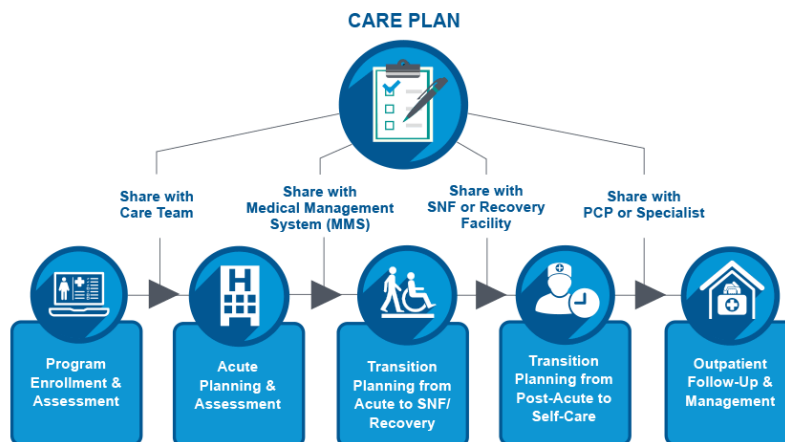 CARE PLAN
Share with
Care Team
Share with
Medical Management
System (MMS)
Share with
SNF or Recovery
Facility
Share with
PCP or Specialist
H
Program
Enrollment &
Assessment
Acute
Planning &
Assessment
Transition
Planning from
Acute to SNF/
Recovery
Transition
Planning from
Post-Acute to
Self-Care
Outpatient
Follow-Up &
Management